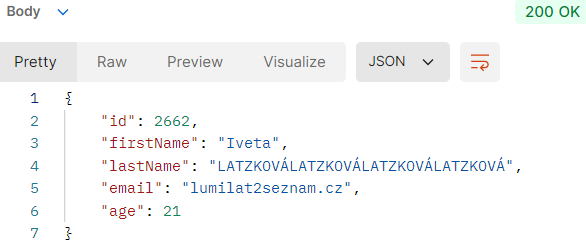 Body 200 OK
Pretty Raw Preview Visualize JSON
1 {
2 "id": 2662,
3 "firstName": "Iveta",
4 "lastName": "LATZKOVÁLATZKOVÁLATZKOVÁLATZKOVÁ",
5 "email": "lumilat2seznam.cz",
6 "age": 21
7 }